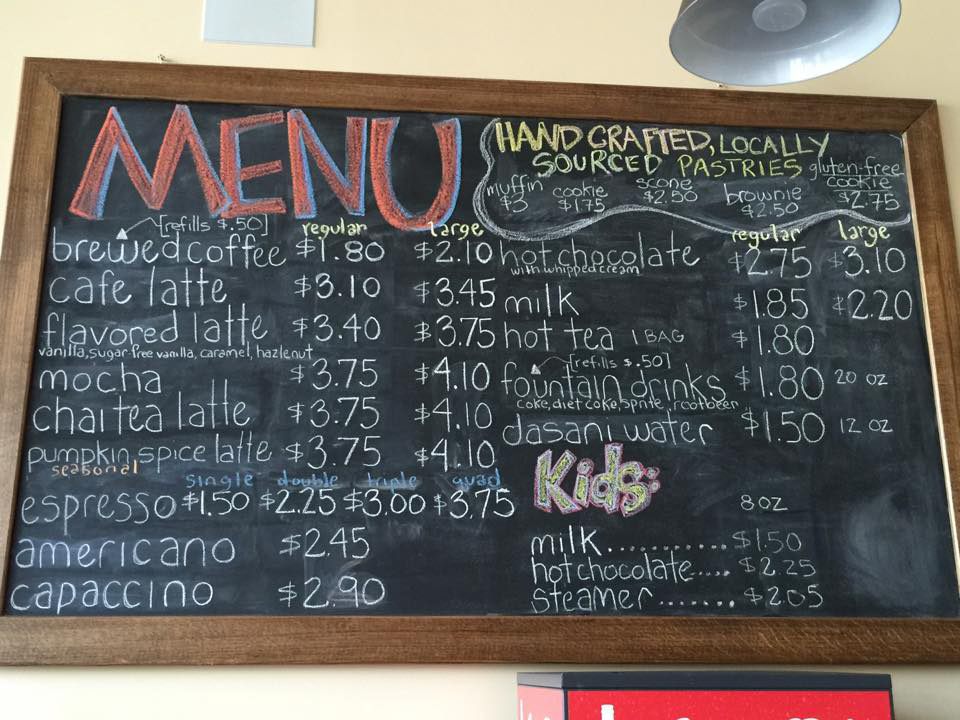 MENU
[refills $.50] regular large
brewed coffee $1.80 $2.10
cafe latte $3.10 $3.45
flavored latte $3.40 $3.75
vanilla, sugar-free vanilla, caramel, hazlenut
mocha $3.75 $4.10
chai tea latte $3.75 $4.10
pumpkin spice latte $3.75 $4.10
seasonal
single double triple quad
espresso $1.50 $2.25 $3.00 $3.75
americano $2.45
capaccino $2.90
HAND CRAFTED, LOCALLY
SOURCED PASTRIES
muffin $3
cookie $1.75
scone $2.50
brownie $2.50
gluten-free cookie $2.75
regular large
hot chocolate $2.75 $3.10
with whipped cream
milk $1.85 $2.20
hot tea 1 BAG $1.80
[refills $.50]
fountain drinks $1.80 20 oz
coke, diet coke, sprite, rootbeer
dasani water $1.50 12 oz
Kids:
8 oz
milk........... $1.50
hot chocolate..... $2.25
steamer....... $2.05